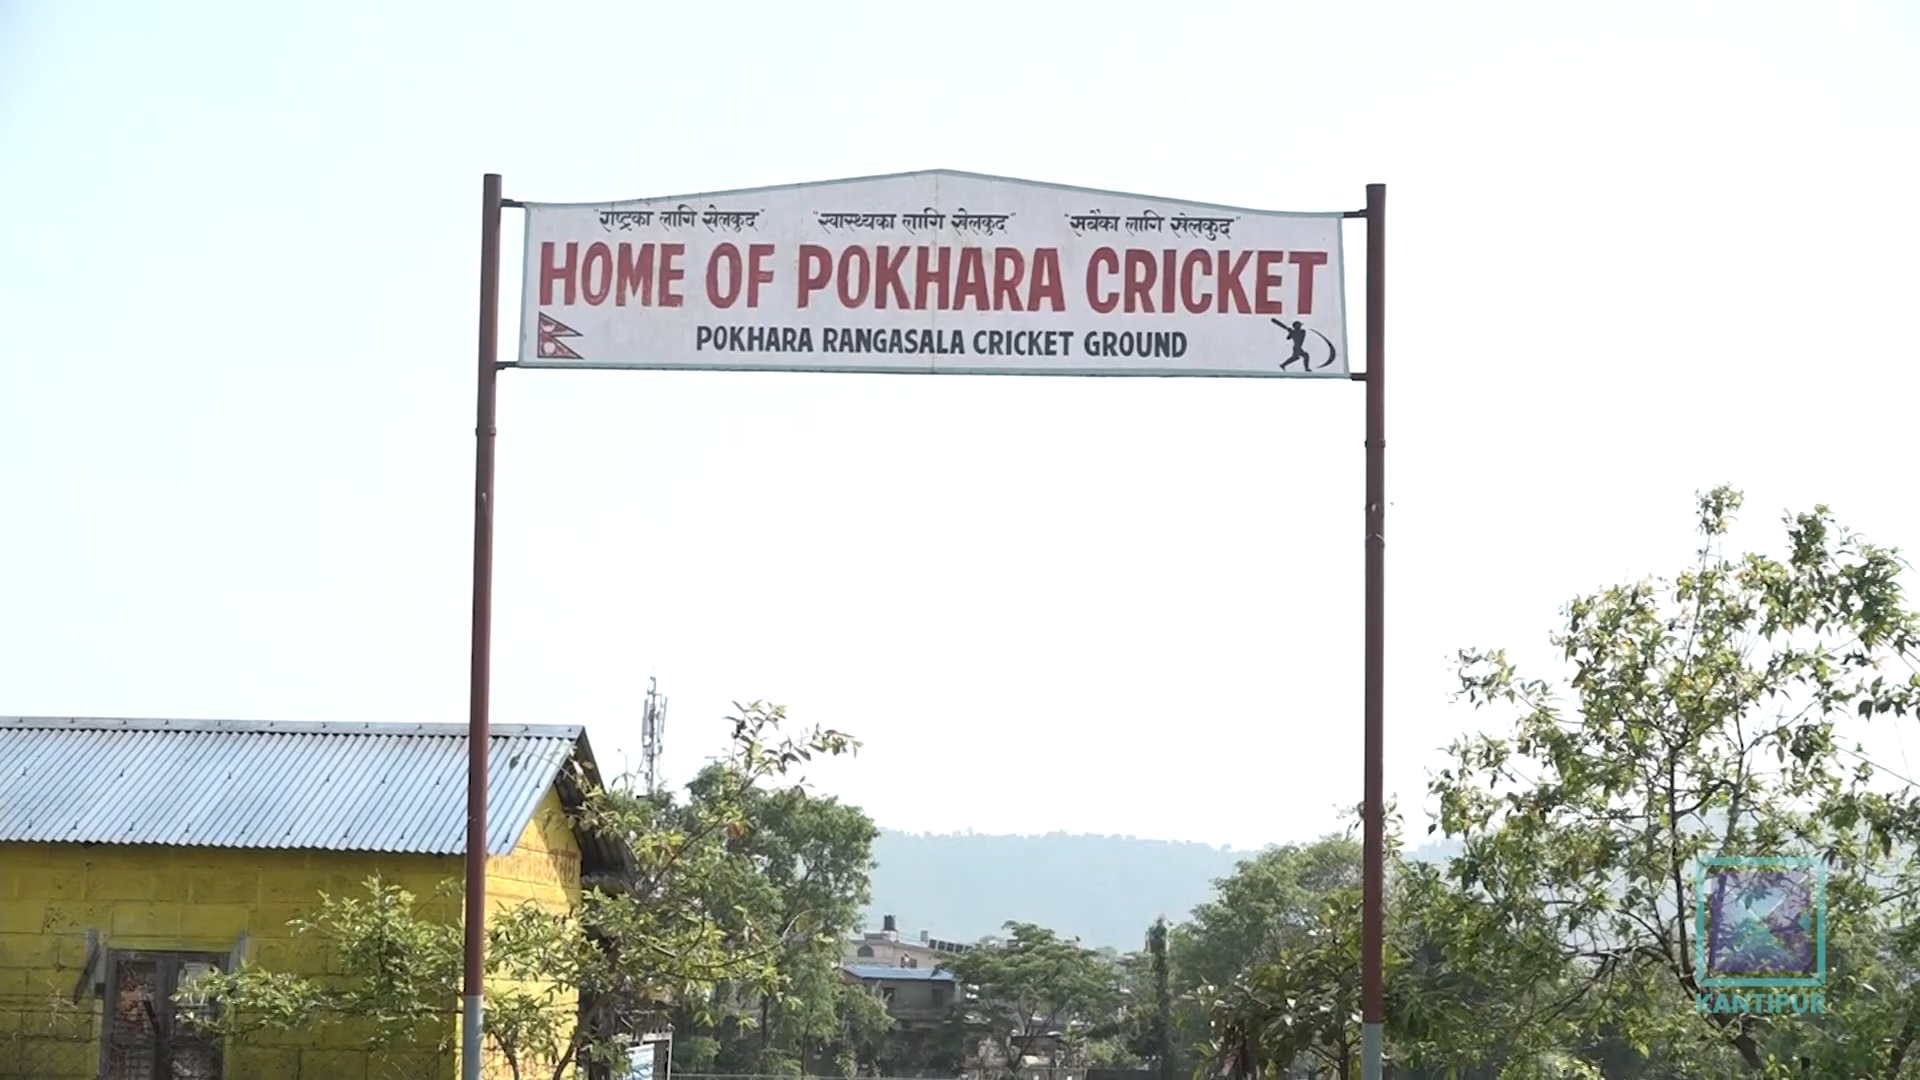 "राष्ट्रका लागि खेलकुद" "स्वास्थ्यका लागि खेलकुद" "सबैका लागि खेलकुद"
HOME OF POKHARA CRICKET
POKHARA RANGASALA CRICKET GROUND
KANTIPUR